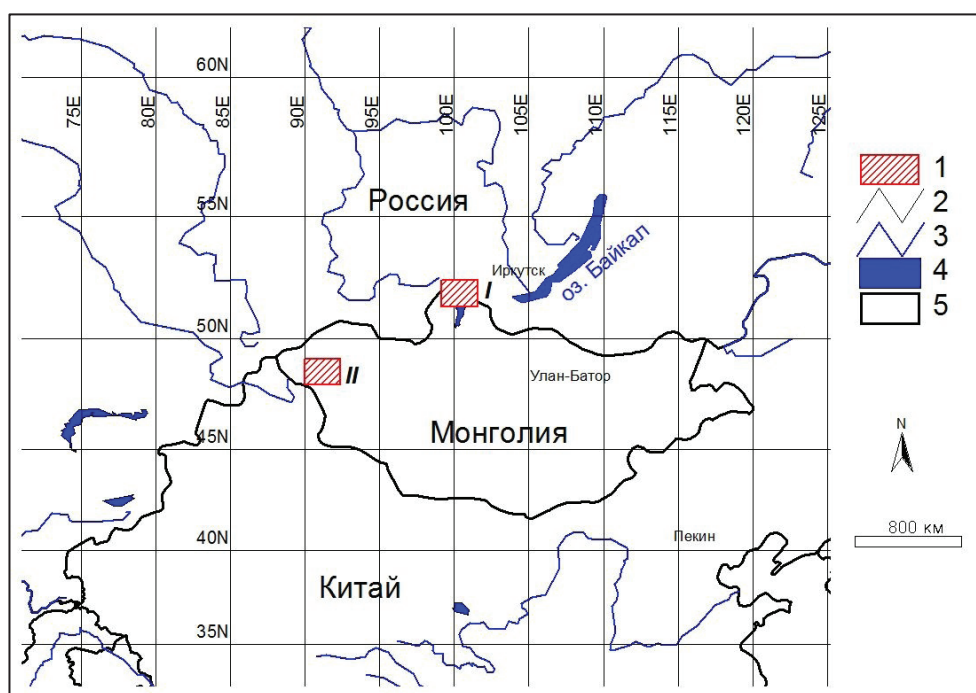 60N
75E
80E
85E
90E
95E
100E
105E
110E
115E
120E
125E
1
2
3
4
5
Россия
55N
оз. Байкал
Иркутск
I
50N
II
Улан-Батор
Монголия
45N
N
800 км
Пекин
40N
Китай
35N